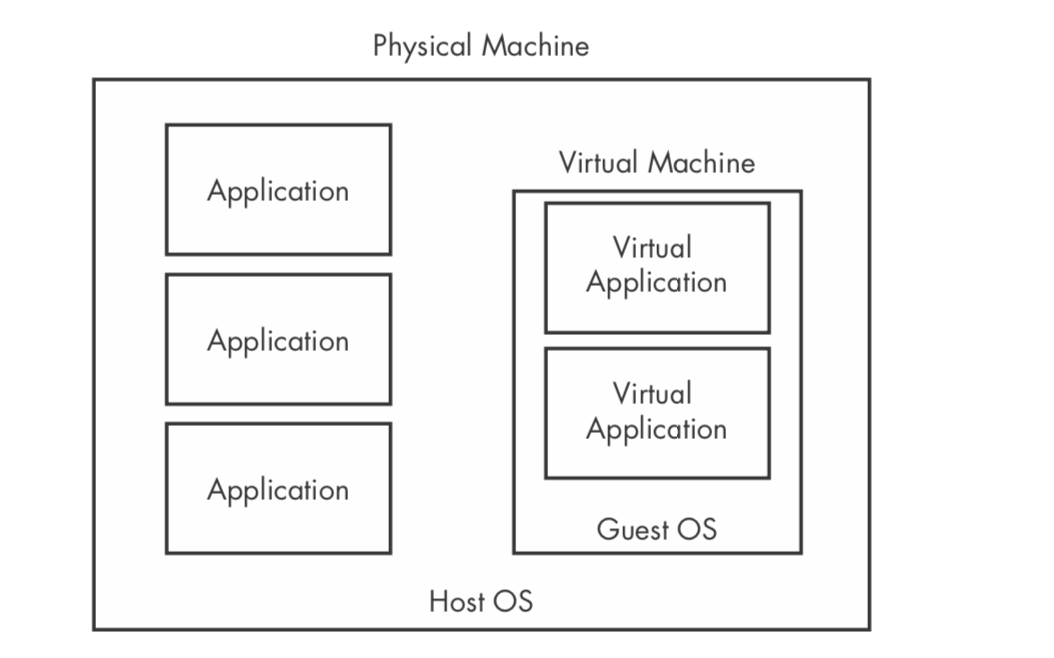 Physical Machine
Application
Application
Application
Virtual Machine
Virtual
Application
Virtual
Application
Guest OS
Host OS